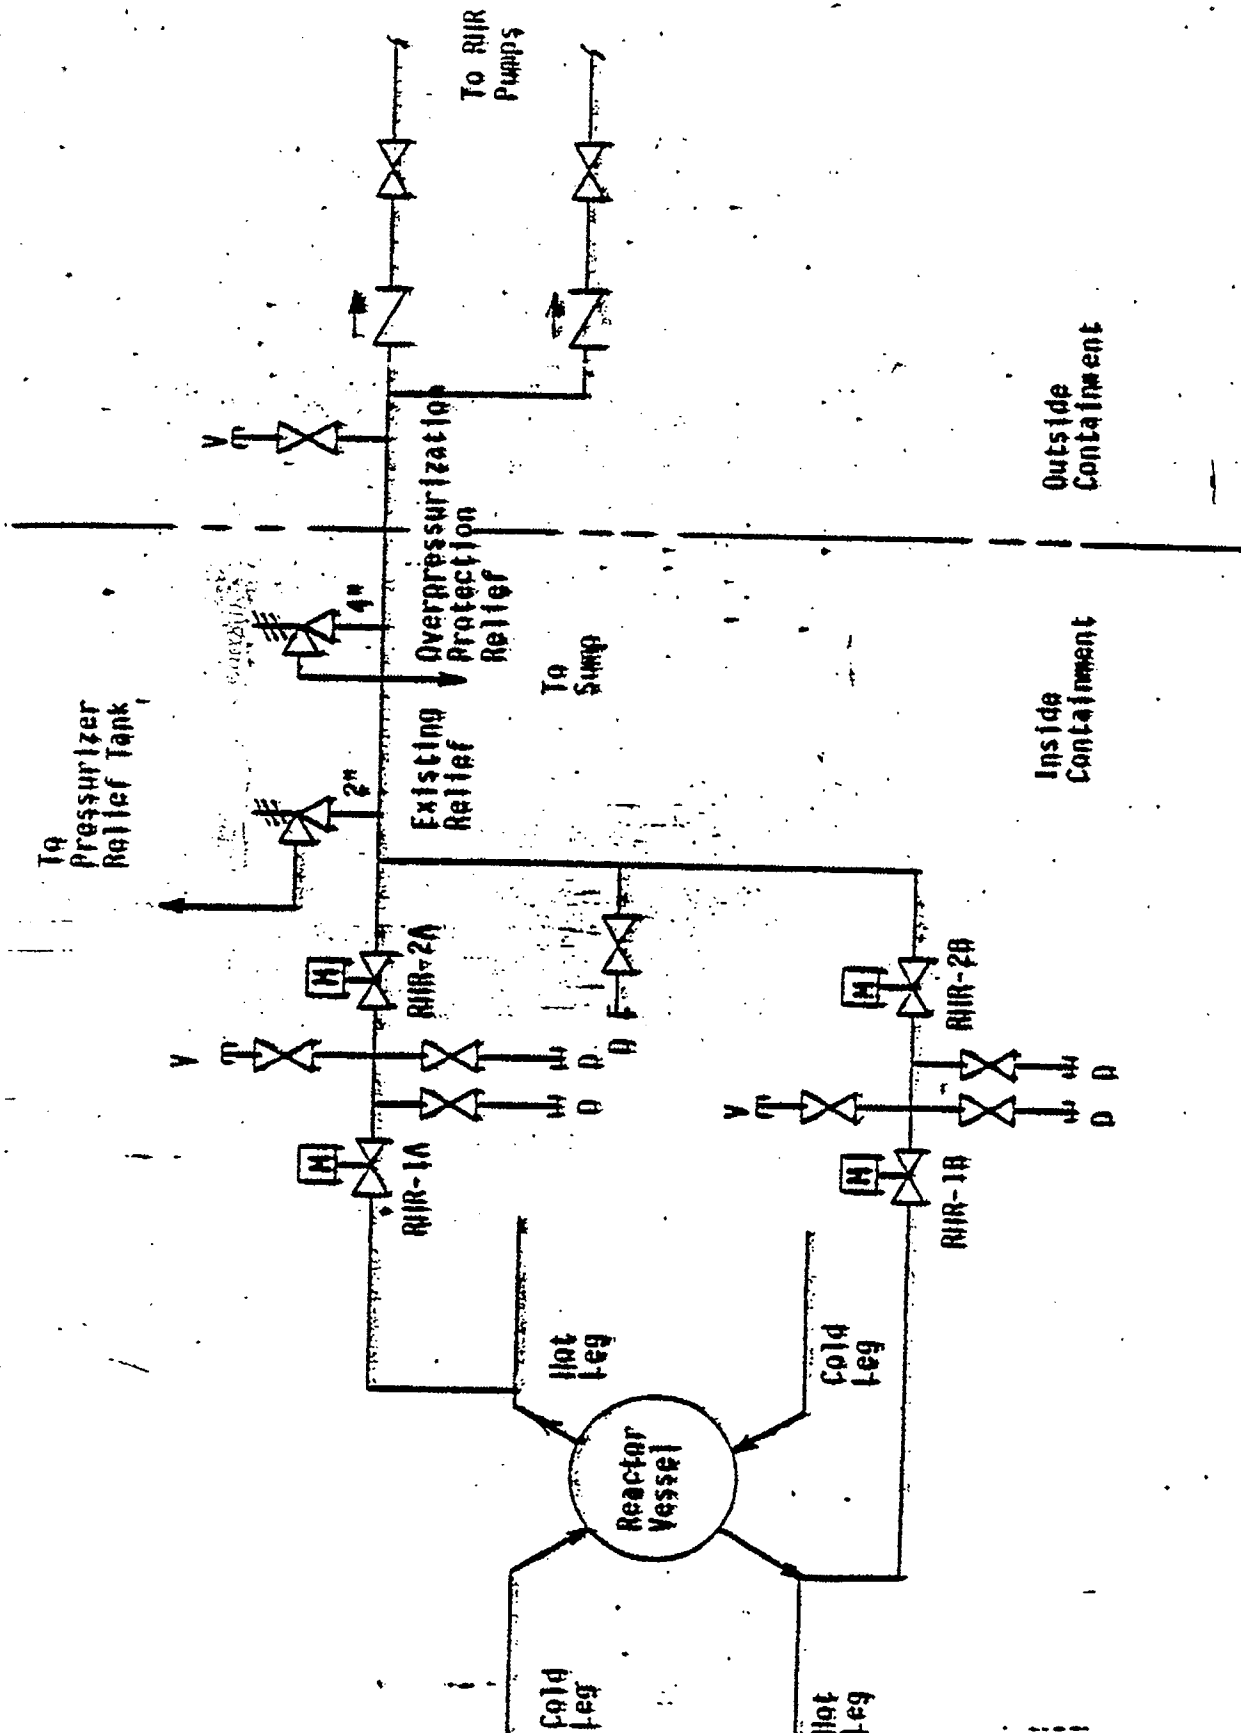 To RHR
Pumps
V
Overpressurization
Protection
Relief
4"
To
Sump
Outside
Containment
Inside
Containment
To
Pressurizer
Relief Tank
2"
Existing
Relief
M
RHR-2A
M
RHR-2B
V
D
D
D
V
D
D
M
RHR-1A
M
RHR-1B
Hot
Leg
Cold
Leg
Reactor
Vessel
Cold
Leg
Hot
Leg